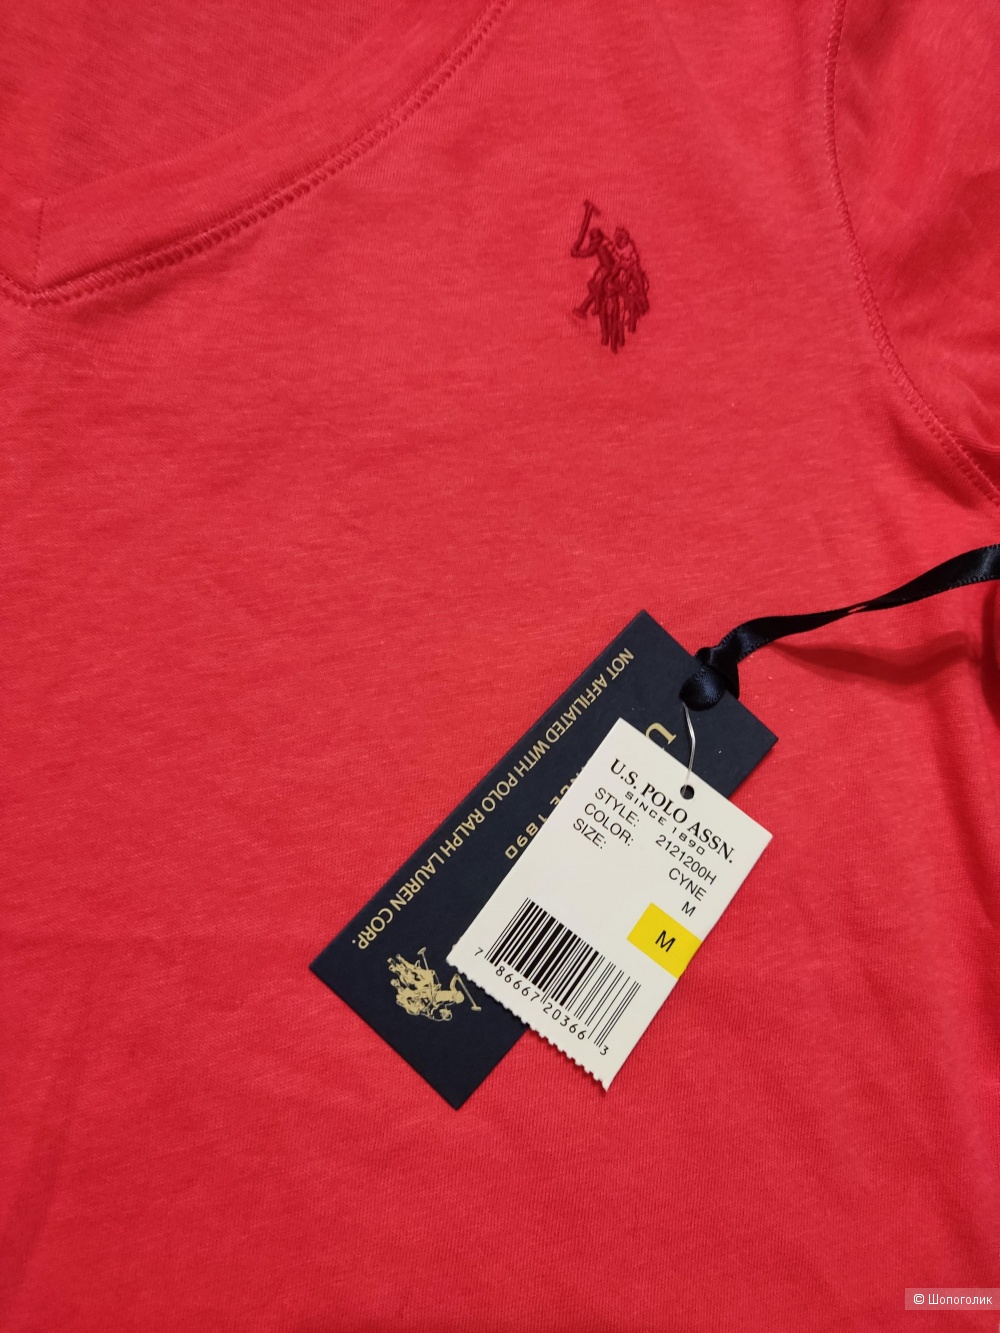 NOT AFFILIATED WITH POLO RALPH LAUREN CORP.
U
1890
U.S. POLO ASSN.
SINCE 1890
STYLE: 2121200H
COLOR: CYNE
SIZE: M
M
7 86667 20366 3
© Шопоголик